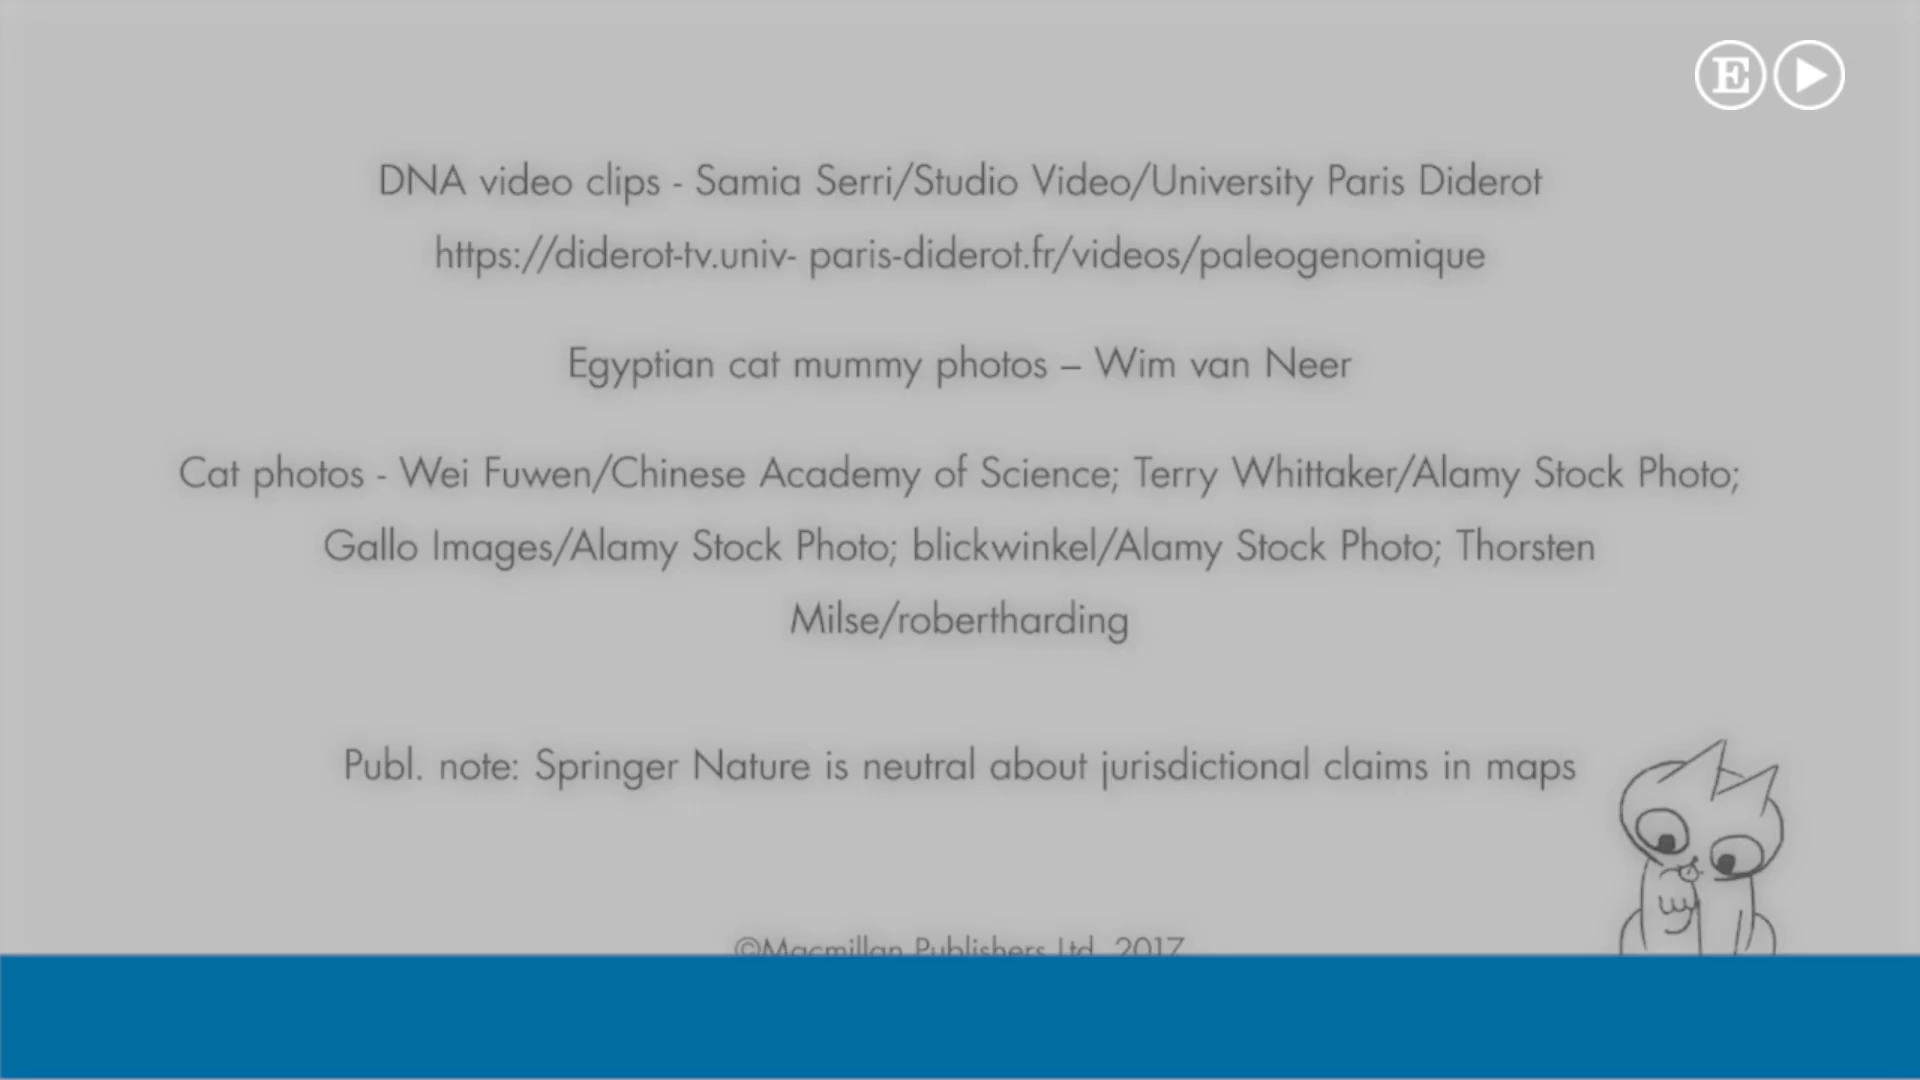 E
DNA video clips - Samia Serri/Studio Video/University Paris Diderot
https://diderot-tv.univ- paris-diderot.fr/videos/paleogenomique
Egyptian cat mummy photos – Wim van Neer
Cat photos - Wei Fuwen/Chinese Academy of Science; Terry Whittaker/Alamy Stock Photo;
Gallo Images/Alamy Stock Photo; blickwinkel/Alamy Stock Photo; Thorsten
Milse/robertharding
Publ. note: Springer Nature is neutral about jurisdictional claims in maps
©Macmillan Publishers Ltd. 2017